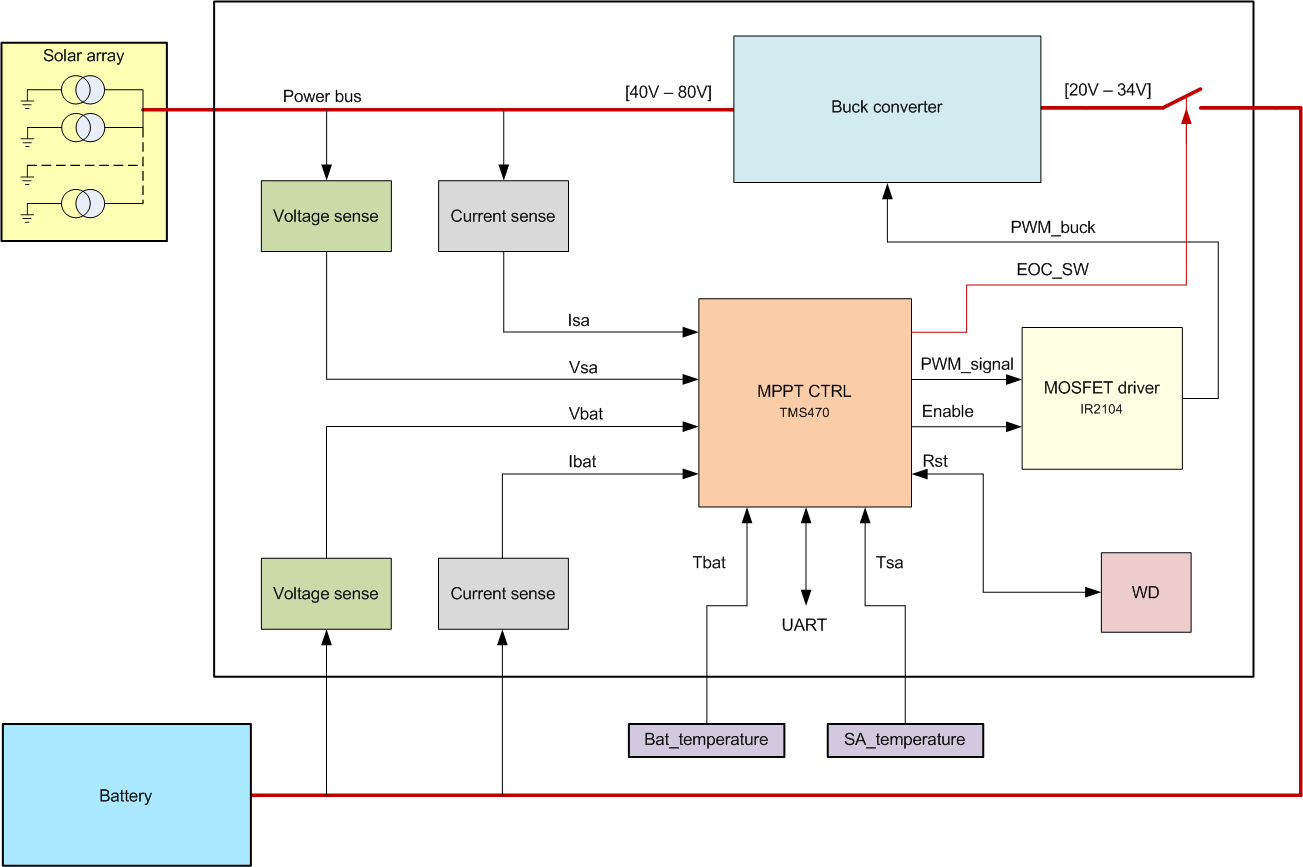 Solar array
Power bus
[40V – 80V]
Buck converter
[20V – 34V]
Voltage sense
Current sense
PWM_buck
EOC_SW
Isa
Vsa
Vbat
Ibat
MPPT CTRL
TMS470
PWM_signal
Enable
Rst
MOSFET driver
IR2104
Voltage sense
Current sense
Tbat
Tsa
UART
WD
Bat_temperature
SA_temperature
Battery